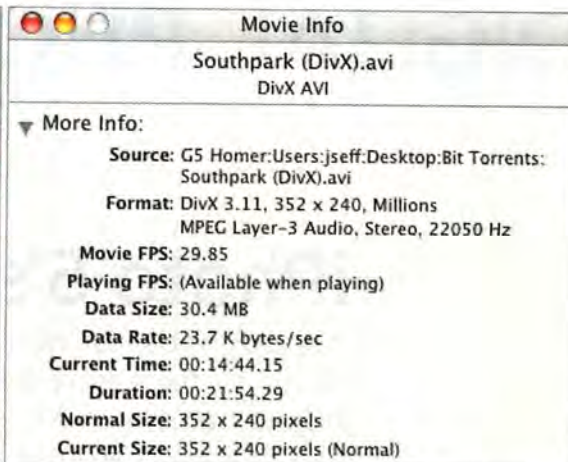 Movie Info
Southpark (DivX).avi
DivX AVI
More Info:
Source: G5 Homer:Users:jseff:Desktop:Bit Torrents:
Southpark (DivX).avi
Format: DivX 3.11, 352 x 240, Millions
MPEG Layer-3 Audio, Stereo, 22050 Hz
Movie FPS: 29.85
Playing FPS: (Available when playing)
Data Size: 30.4 MB
Data Rate: 23.7 K bytes/sec
Current Time: 00:14:44.15
Duration: 00:21:54.29
Normal Size: 352 x 240 pixels
Current Size: 352 x 240 pixels (Normal)